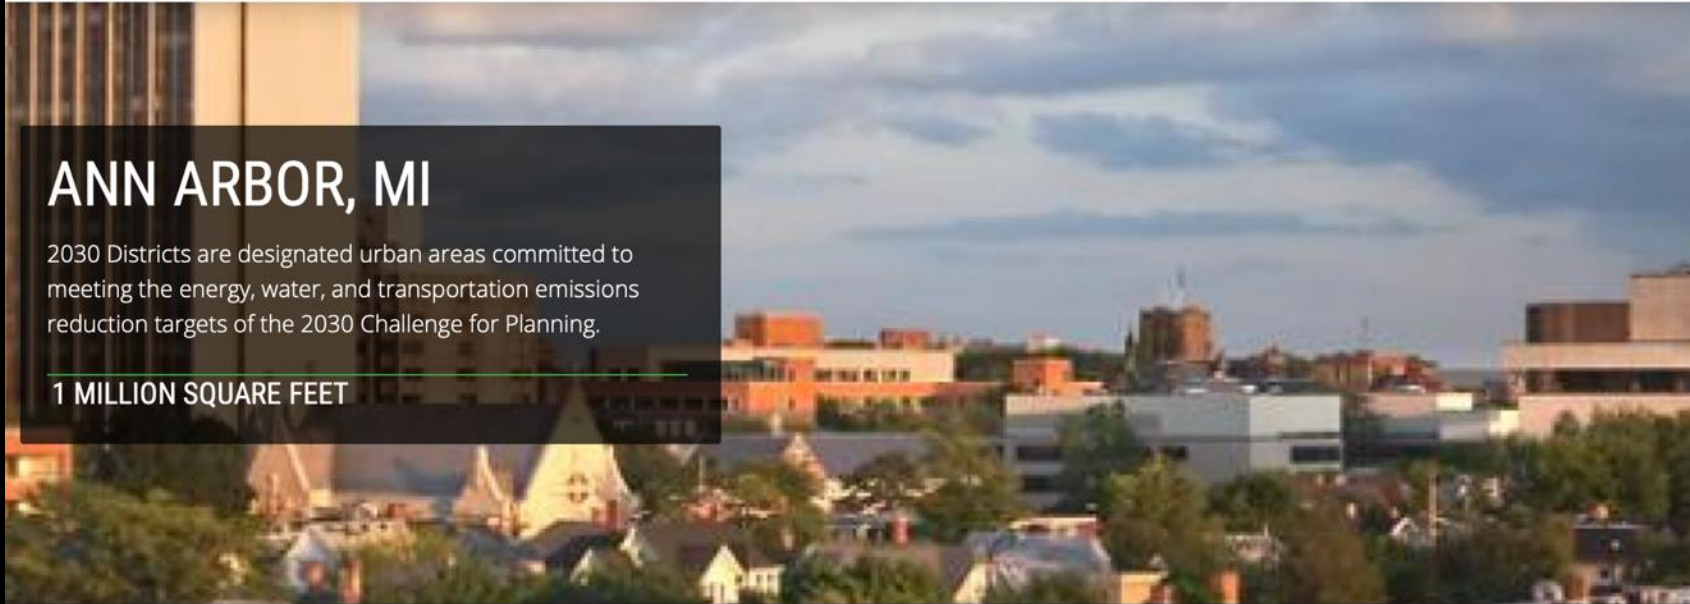 ANN ARBOR, MI
2030 Districts are designated urban areas committed to
meeting the energy, water, and transportation emissions
reduction targets of the 2030 Challenge for Planning.
1 MILLION SQUARE FEET